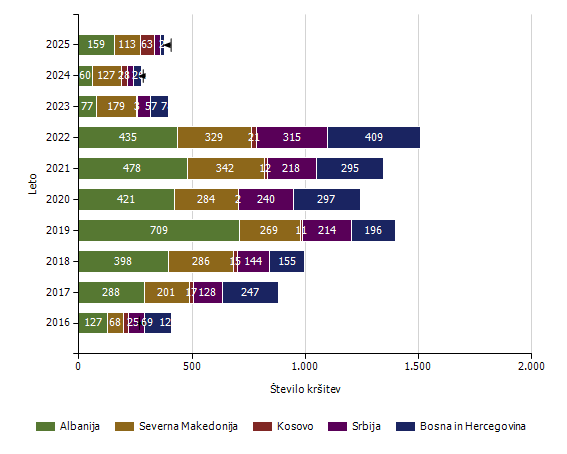 2025 159 113 63
2024 60 127 28
2023 77 179 3 57
2022 435 329 21 315 409
2021 478 342 12 218 295
2020 421 284 2 240 297
2019 709 269 11 214 196
2018 398 286 15 144 155
2017 288 201 17 128 247
2016 127 68 25 69
Leto
0 500 1.000 1.500 2.000
Število kršitev
Albanija Severna Makedonija Kosovo Srbija Bosna in Hercegovina